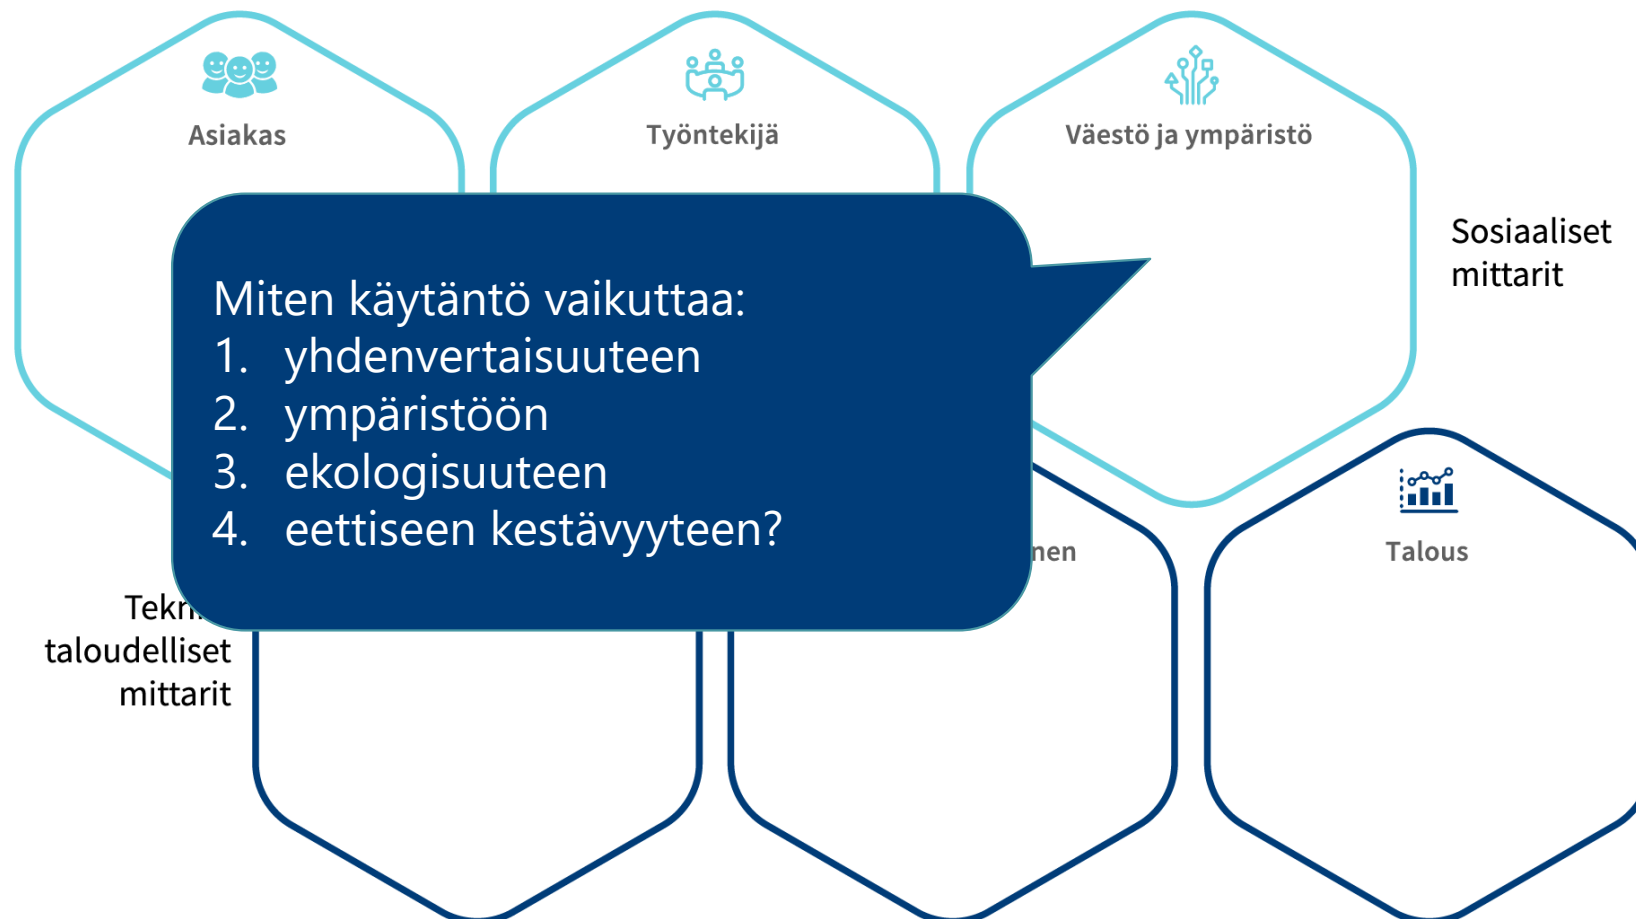 Asiakas
Työntekijä
Väestö ja ympäristö
Sosiaaliset
mittarit
Miten käytäntö vaikuttaa:
1. yhdenvertaisuuteen
2. ympäristöön
3. ekologisuuteen
4. eettiseen kestävyyteen?
Talous
taloudelliset
mittarit